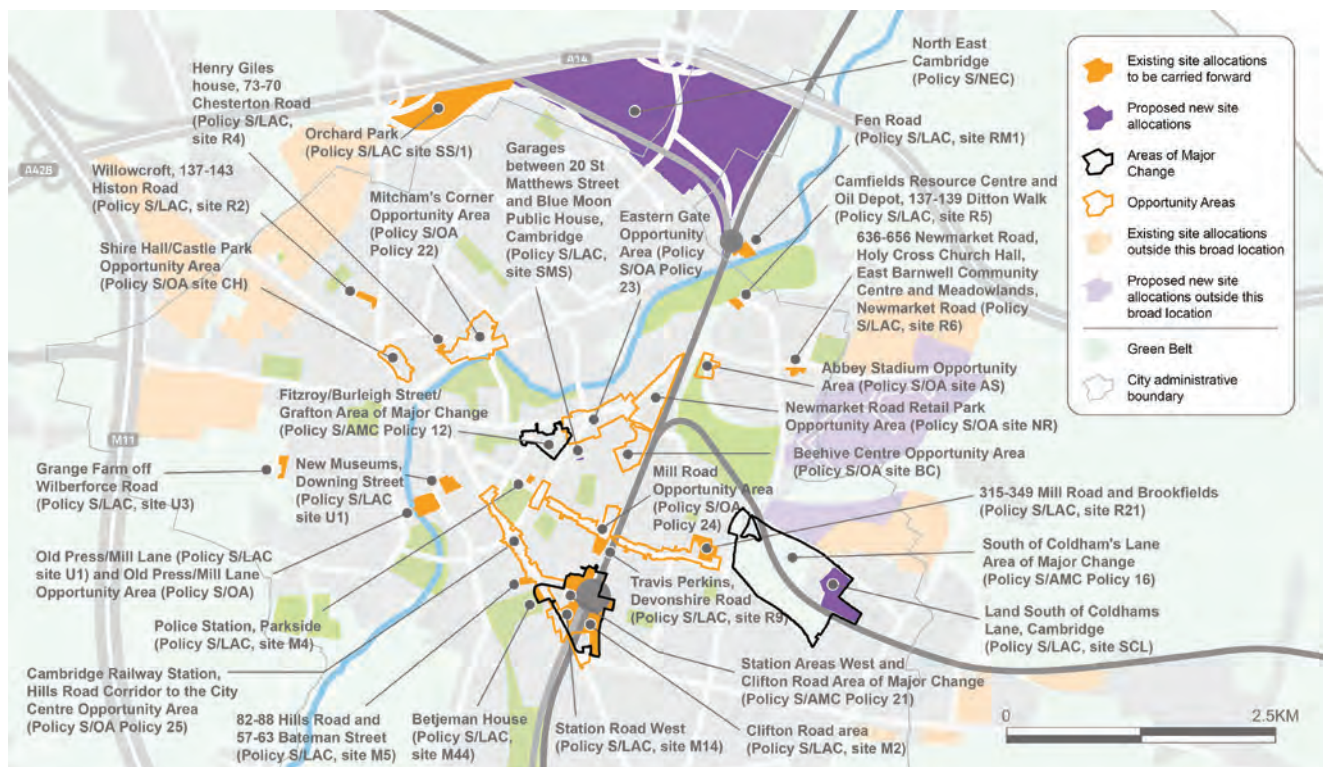 Henry Giles
house, 73-70
Chesterton Road
(Policy S/LAC,
site R4)
A14
North East
Cambridge
(Policy S/NEC)
Orchard Park
(Policy S/LAC site SS/1)
Fen Road
(Policy S/LAC, site RM1)
A428
Willowcroft, 137-143
Histon Road
(Policy S/LAC, site R2)
Mitcham's Corner
Opportunity Area
(Policy S/OA
Policy 22)
Garages
between 20 St
Matthews Street
and Blue Moon
Public House,
Cambridge
(Policy S/LAC,
site SMS)
Eastern Gate
Opportunity
Area (Policy
S/OA Policy
23)
Camfields Resource Centre and
Oil Depot, 137-139 Ditton Walk
(Policy S/LAC, site R5)
636-656 Newmarket Road,
Holy Cross Church Hall,
East Barnwell Community
Centre and Meadowlands,
Newmarket Road (Policy
S/LAC, site R6)
Shire Hall/Castle Park
Opportunity Area
(Policy S/OA site CH)
Abbey Stadium Opportunity
Area (Policy S/OA site AS)
Fitzroy/Burleigh Street/
Grafton Area of Major Change
(Policy S/AMC Policy 12)
Newmarket Road Retail Park
Opportunity Area (Policy S/OA site NR)
M11
Beehive Centre Opportunity Area
(Policy S/OA site BC)
Grange Farm off
Wilberforce Road
(Policy S/LAC, site U3)
New Museums,
Downing Street
(Policy S/LAC
site U1)
Mill Road
Opportunity Area
(Policy S/OA
Policy 24)
315-349 Mill Road and Brookfields
(Policy S/LAC, site R21)
Old Press/Mill Lane (Policy S/LAC
site U1) and Old Press/Mill Lane
Opportunity Area
(Policy S/OA)
South of Coldham's Lane
Area of Major Change
(Policy S/AMC Policy 16)
Travis Perkins,
Devonshire Road
(Policy S/LAC, site R9)
Land South of Coldhams
Lane, Cambridge
(Policy S/LAC, site SCL)
Police Station, Parkside
(Policy S/LAC, site M4)
Station Areas West and
Clifton Road Area of Major Change
(Policy S/AMC Policy 21)
Cambridge Railway Station,
Hills Road Corridor to the City
Centre Opportunity Area
(Policy S/OA Policy 25)
82-88 Hills Road and
57-63 Bateman Street
(Policy S/LAC, site M5)
Betjeman House
(Policy S/LAC,
site M44)
Station Road West
(Policy S/LAC, site M14)
Clifton Road area
(Policy S/LAC, site M2)
Existing site allocations
to be carried forward
Proposed new site
allocations
Areas of Major
Change
Opportunity Areas
Existing site allocations
outside this broad location
Proposed new site
allocations outside this
broad location
Green Belt
City administrative
boundary
0
2.5KM